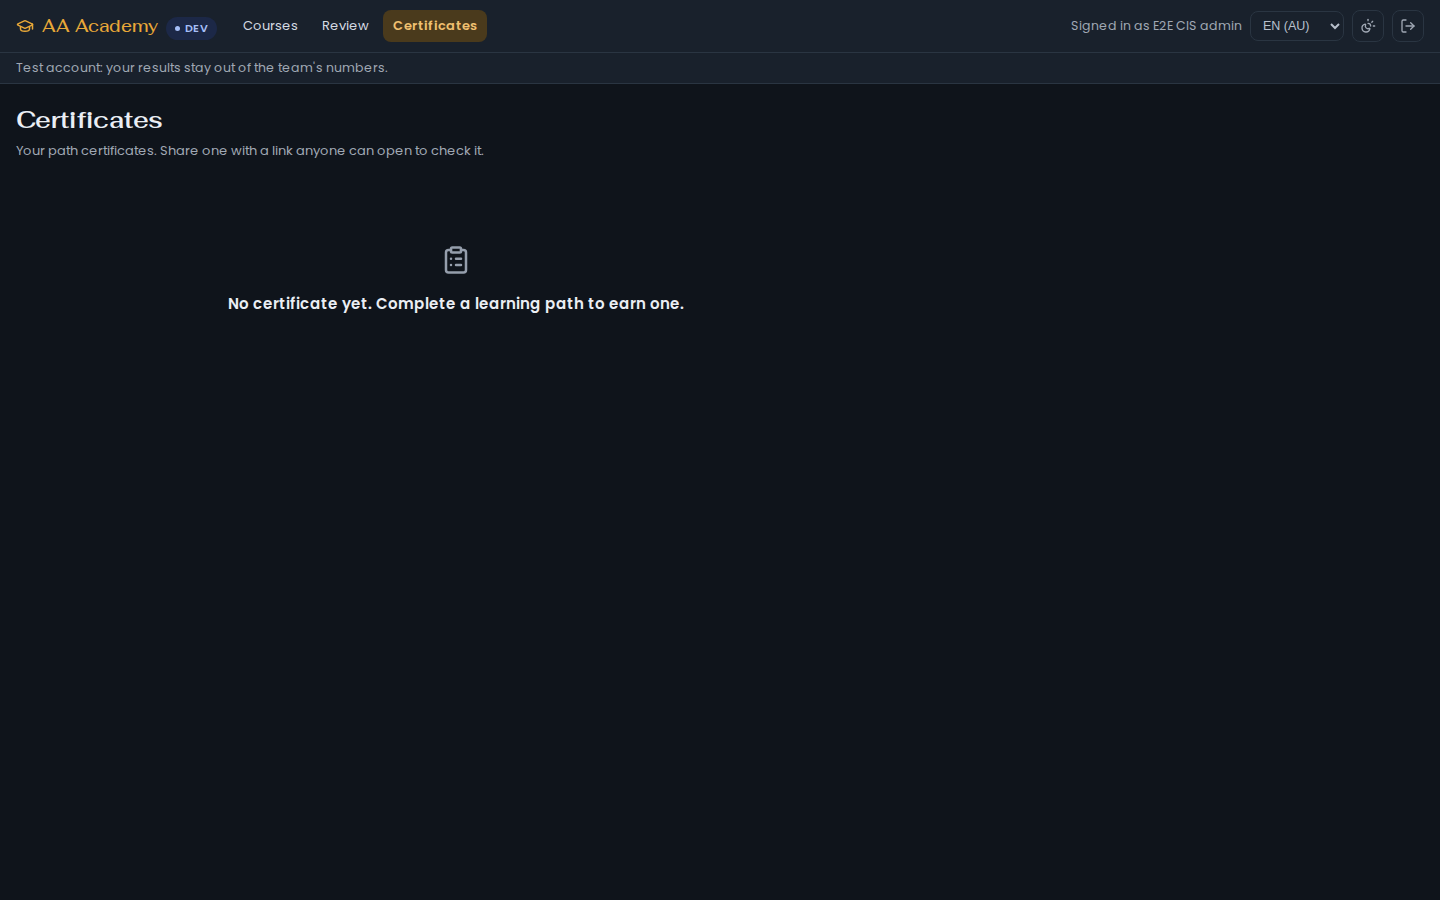 AA Academy
DEV
Courses
Review
Certificates
Signed in as E2E CIS admin
EN (AU)
Test account: your results stay out of the team's numbers.
Certificates
Your path certificates. Share one with a link anyone can open to check it.
No certificate yet. Complete a learning path to earn one.